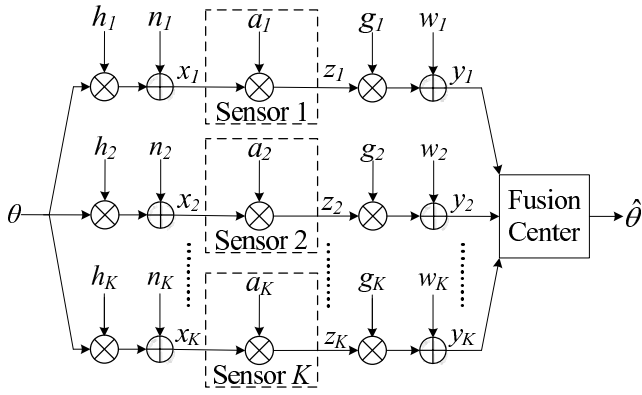 h1 n1 a1 g1 w1
x1 z1 y1
Sensor 1
h2 n2 a2 g2 w2
θ x2 z2 y2 Fusion Center θ̂
Sensor 2
hK nK aK gK wK
xK zK yK
Sensor K